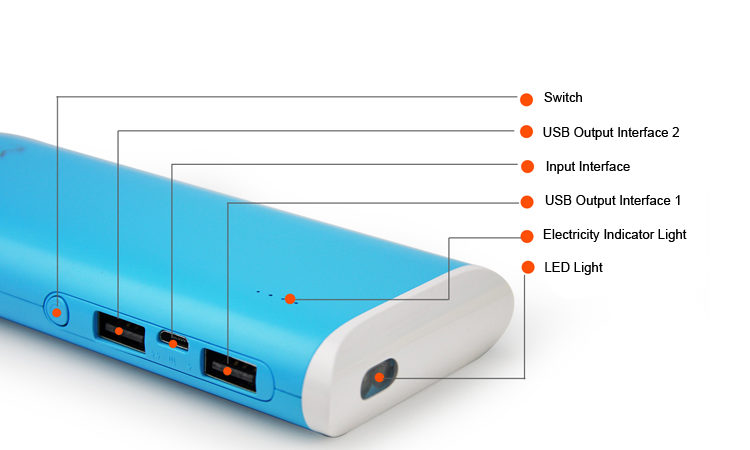 Switch
USB Output Interface 2
Input Interface
USB Output Interface 1
Electricity Indicator Light
LED Light